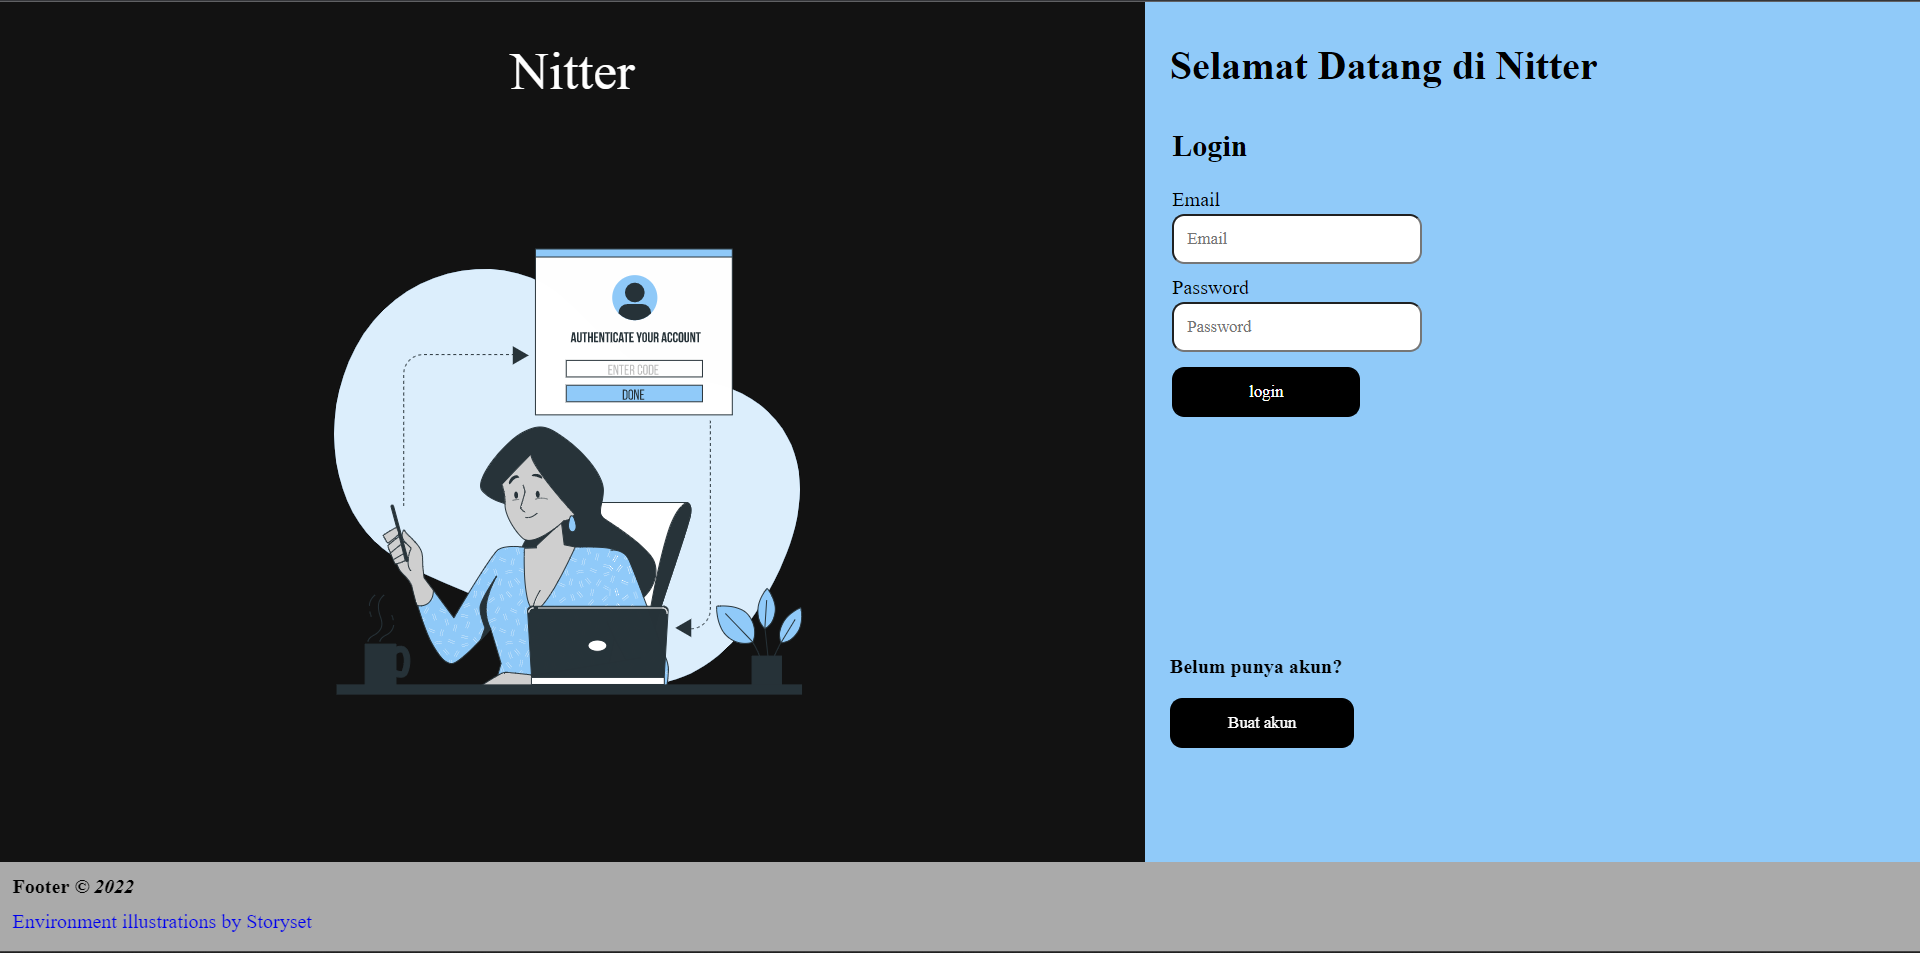 Nitter
AUTHENTICATE YOUR ACCOUNT
ENTER CODE
DONE
Selamat Datang di Nitter
Login
Email
Email
Password
Password
login
Belum punya akun?
Buat akun
Footer © 2022
Environment illustrations by Storyset